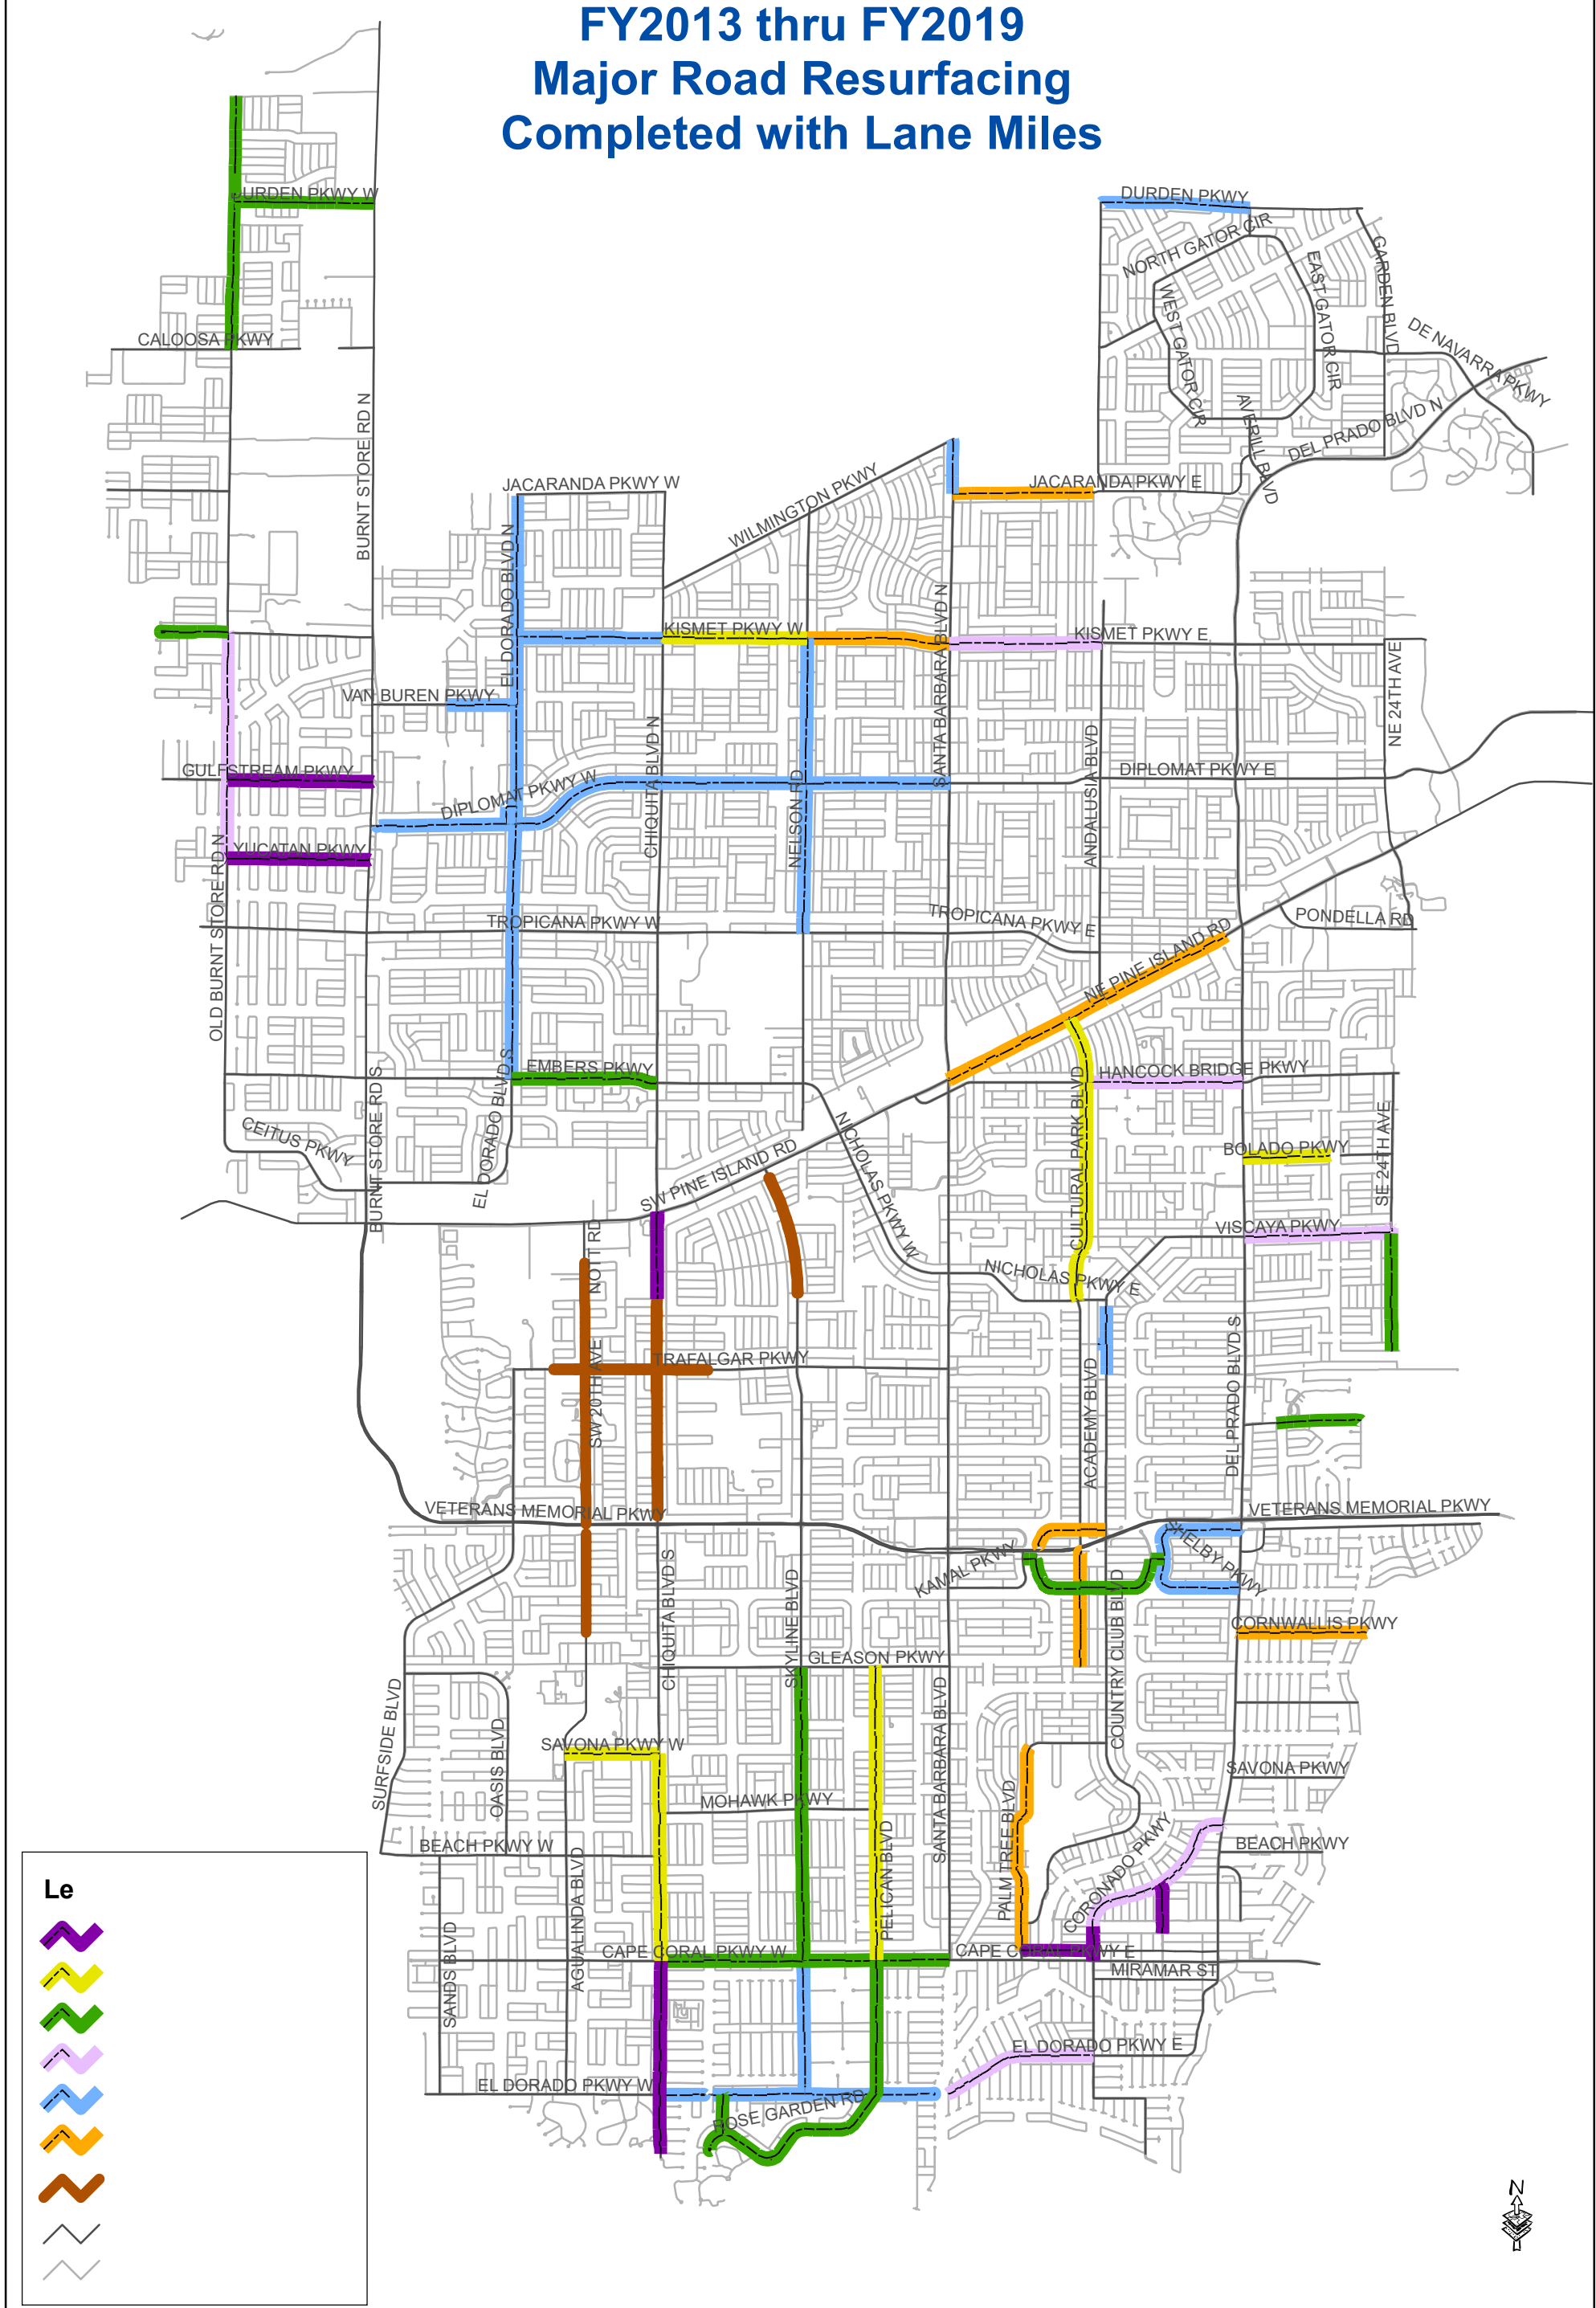 FY2013 thru FY2019
Major Road Resurfacing
Completed with Lane Miles
DURDEN PKWY W
DURDEN PKWY
NORTH GATOR CIR
GARDEN BLVD
EAST GATOR CIR
WEST GATOR CIR
CALOOSA PKWY
DE NAVARRA PKWY
BURNT STORE RD N
AVERILL BLVD
DEL PRADO BLVD N
JACARANDA PKWY W
WILMINGTON PKWY
JACARANDA PKWY E
EL DORADO BLVD N
SANTA BARBARA BLVD N
KISMET PKWY W
KISMET PKWY E
NE 24TH AVE
VAN BUREN PKWY
CHIQUITA BLVD N
ANDALUSIA BLVD
GULFSTREAM PKWY
DIPLOMAT PKWY W
NELSON RD
DIPLOMAT PKWY E
YUCATAN PKWY
OLD BURNT STORE RD N
TROPICANA PKWY W
TROPICANA PKWY E
PONDELLA RD
NE PINE ISLAND RD
EMBERS PKWY
HANCOCK BRIDGE PKWY
EL DORADO BLVD S
BURNT STORE RD S
CEITUS PKWY
NICHOLAS PKWY W
CULTURAL PARK BLVD
BOLADO PKWY
SE 24TH AVE
SW PINE ISLAND RD
VISCAYA PKWY
NOTT RD
NICHOLAS PKWY E
TRAFALGAR PKWY
SW 20TH AVE
ACADEMY BLVD
DEL PRADO BLVD S
VETERANS MEMORIAL PKWY
VETERANS MEMORIAL PKWY
SHELBY PKWY
KAMAL PKWY
CHIQUITA BLVD S
SKYLINE BLVD
COUNTRY CLUB BLVD
CORNWALLIS PKWY
GLEASON PKWY
SURFSIDE BLVD
OASIS BLVD
SANTA BARBARA BLVD
SAVONA PKWY W
SAVONA PKWY
MOHAWK PKWY
PALM TREE BLVD
BEACH PKWY W
CORONADO PKWY
BEACH PKWY
AGUALINDA BLVD
PELICAN BLVD
SANDS BLVD
CAPE CORAL PKWY W
CAPE CORAL PKWY E
MIRAMAR ST
EL DORADO PKWY E
EL DORADO PKWY W
ROSE GARDEN RD
Le
N